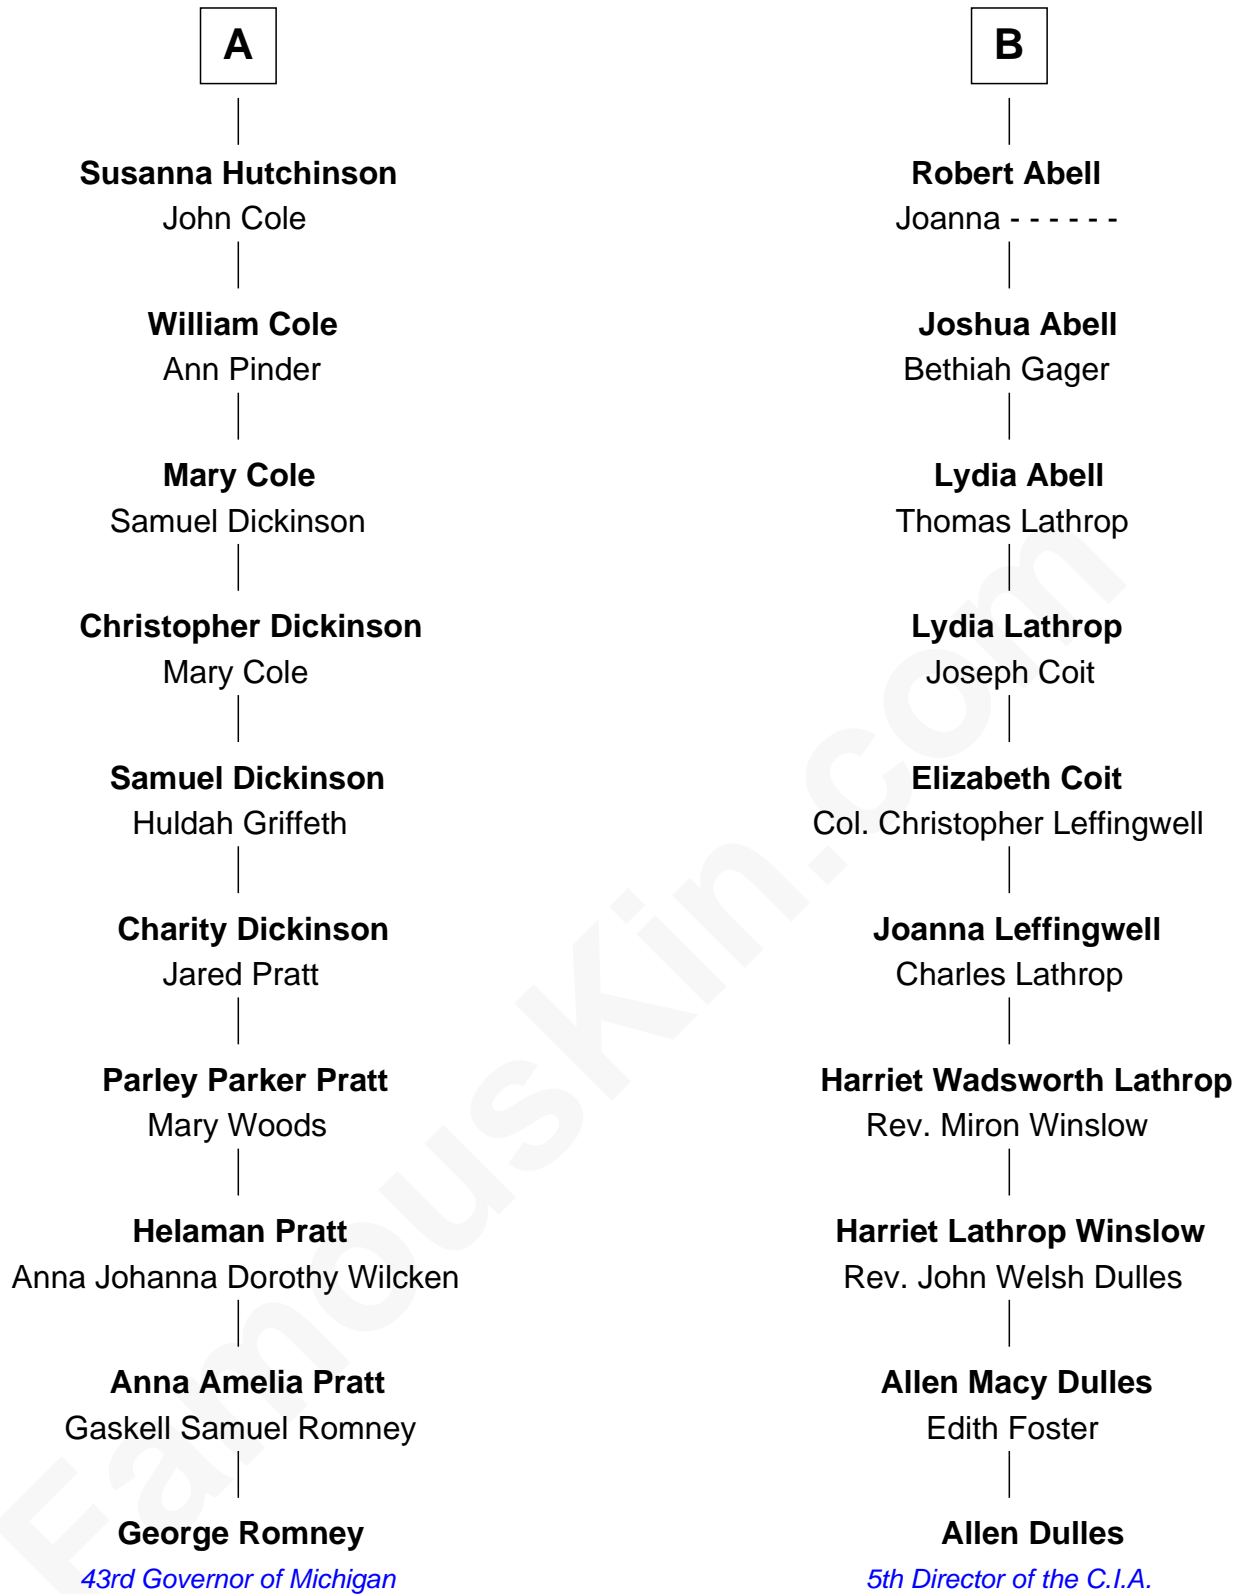 A
Susanna Hutchinson
John Cole
William Cole
Ann Pinder
Mary Cole
Samuel Dickinson
Christopher Dickinson
Mary Cole
Samuel Dickinson
Huldah Griffeth
Charity Dickinson
Jared Pratt
Parley Parker Pratt
Mary Woods
Helaman Pratt
Anna Johanna Dorothy Wilcken
Anna Amelia Pratt
Gaskell Samuel Romney
George Romney
43rd Governor of Michigan
B
Robert Abell
Joanna - - - - - -
Joshua Abell
Bethiah Gager
Lydia Abell
Thomas Lathrop
Lydia Lathrop
Joseph Coit
Elizabeth Coit
Col. Christopher Leffingwell
Joanna Leffingwell
Charles Lathrop
Harriet Wadsworth Lathrop
Rev. Miron Winslow
Harriet Lathrop Winslow
Rev. John Welsh Dulles
Allen Macy Dulles
Edith Foster
Allen Dulles
5th Director of the C.I.A.
FamousKin.com